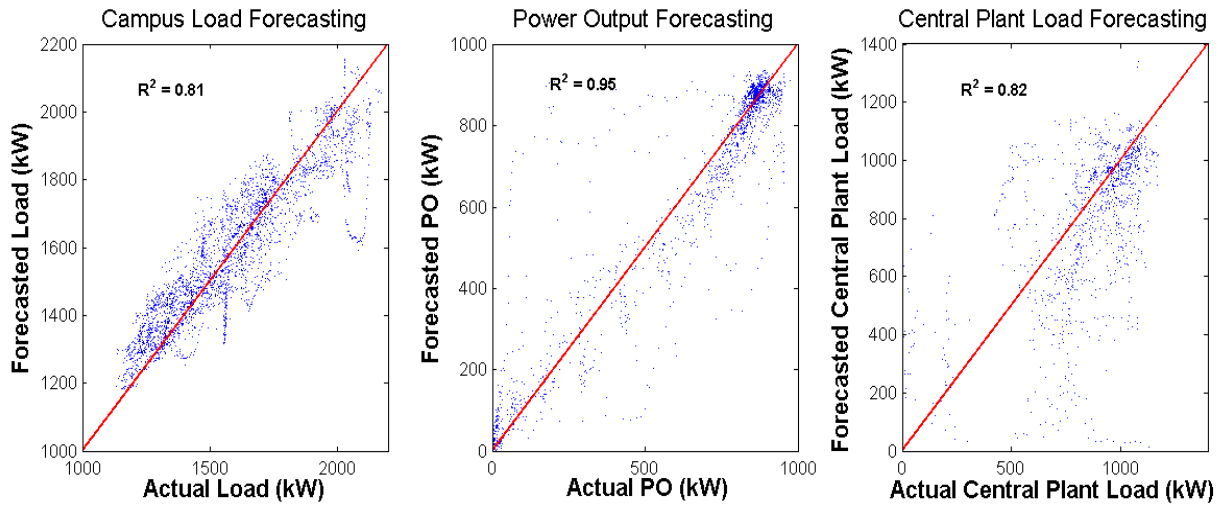 Campus Load Forecasting
2200
2000
1800
1600
1400
1200
1000
R² = 0.81
Forecasted Load (kW)
1000
1500
2000
Actual Load (kW)
Power Output Forecasting
1000
800
600
400
200
0
R² = 0.95
Forecasted PO (kW)
0
500
1000
Actual PO (kW)
Central Plant Load Forecasting
1400
1200
1000
800
600
400
200
0
R² = 0.82
Forecasted Central Plant Load (kW)
0
500
1000
Actual Central Plant Load (kW)